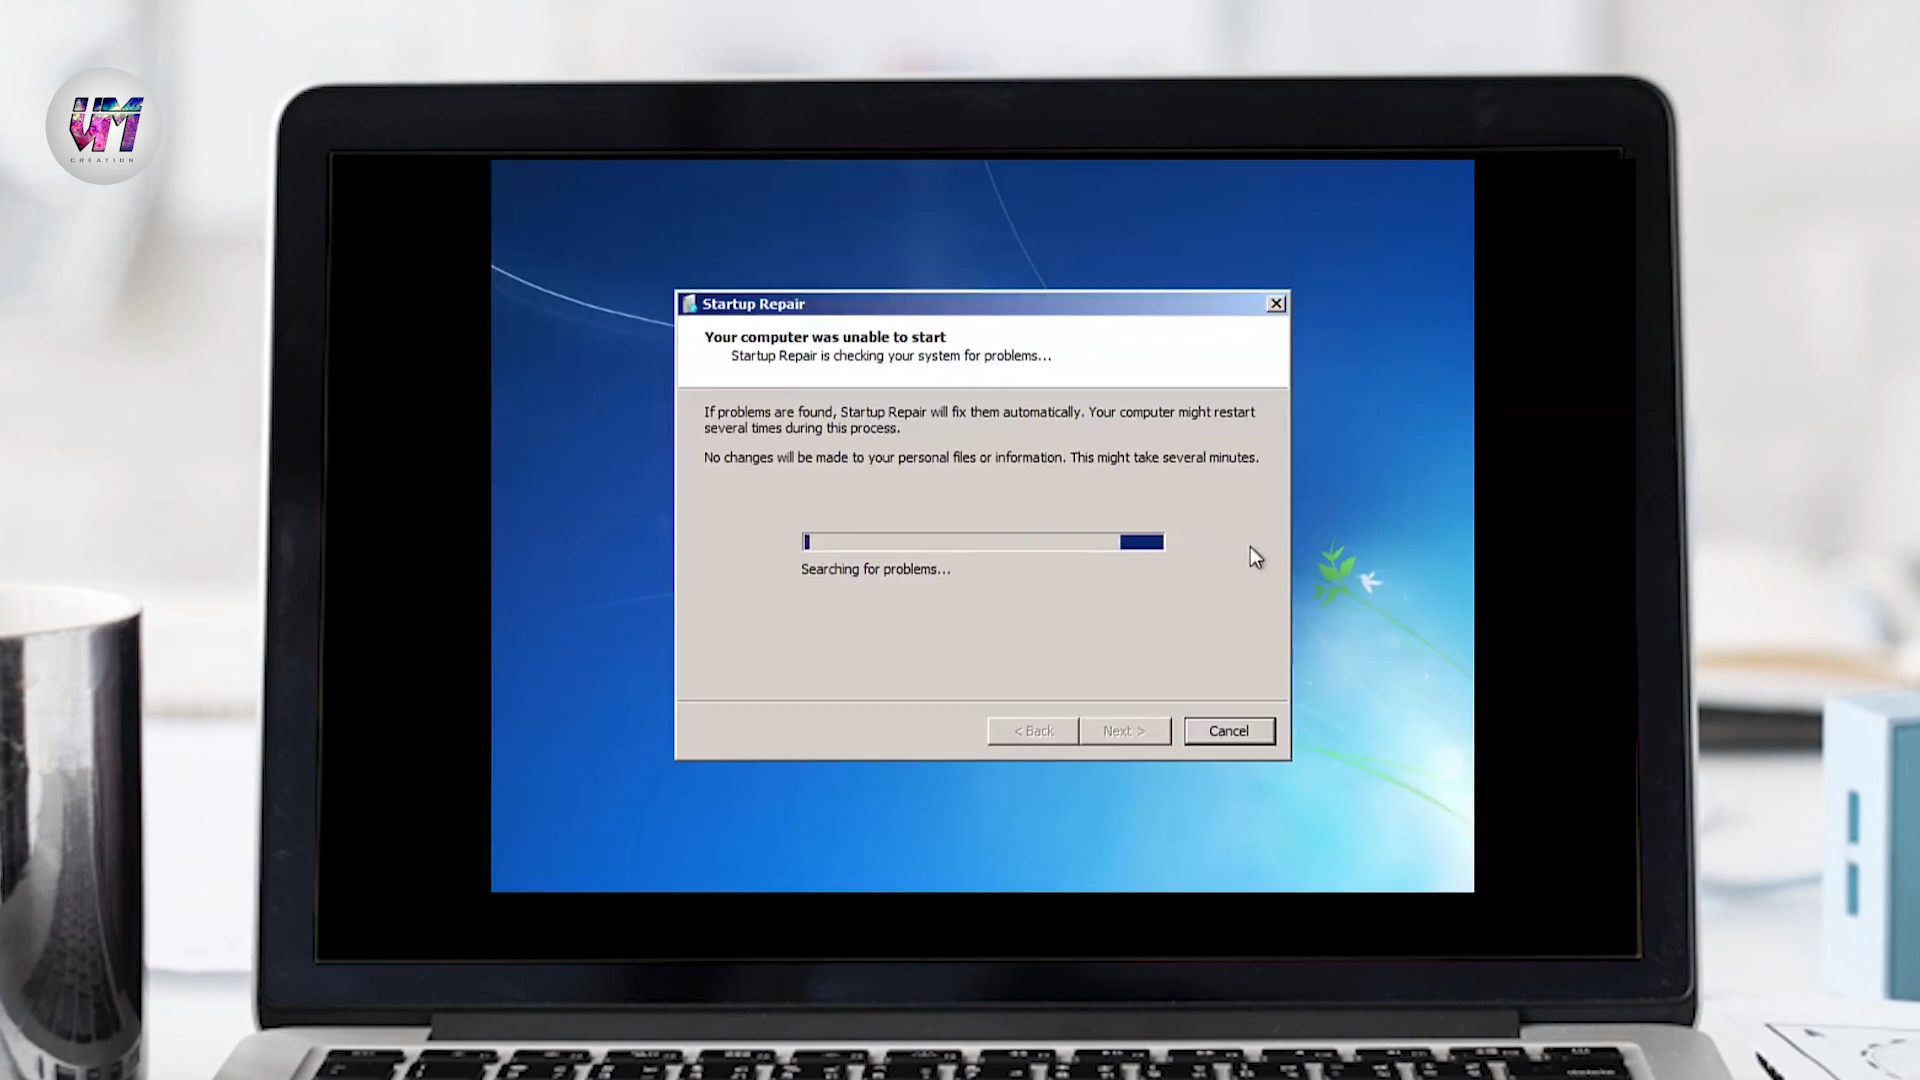 VM
CREATION
Startup Repair
Your computer was unable to start
Startup Repair is checking your system for problems...
If problems are found, Startup Repair will fix them automatically. Your computer might restart
several times during this process.
No changes will be made to your personal files or information. This might take several minutes.
Searching for problems...
< Back
Next >
Cancel